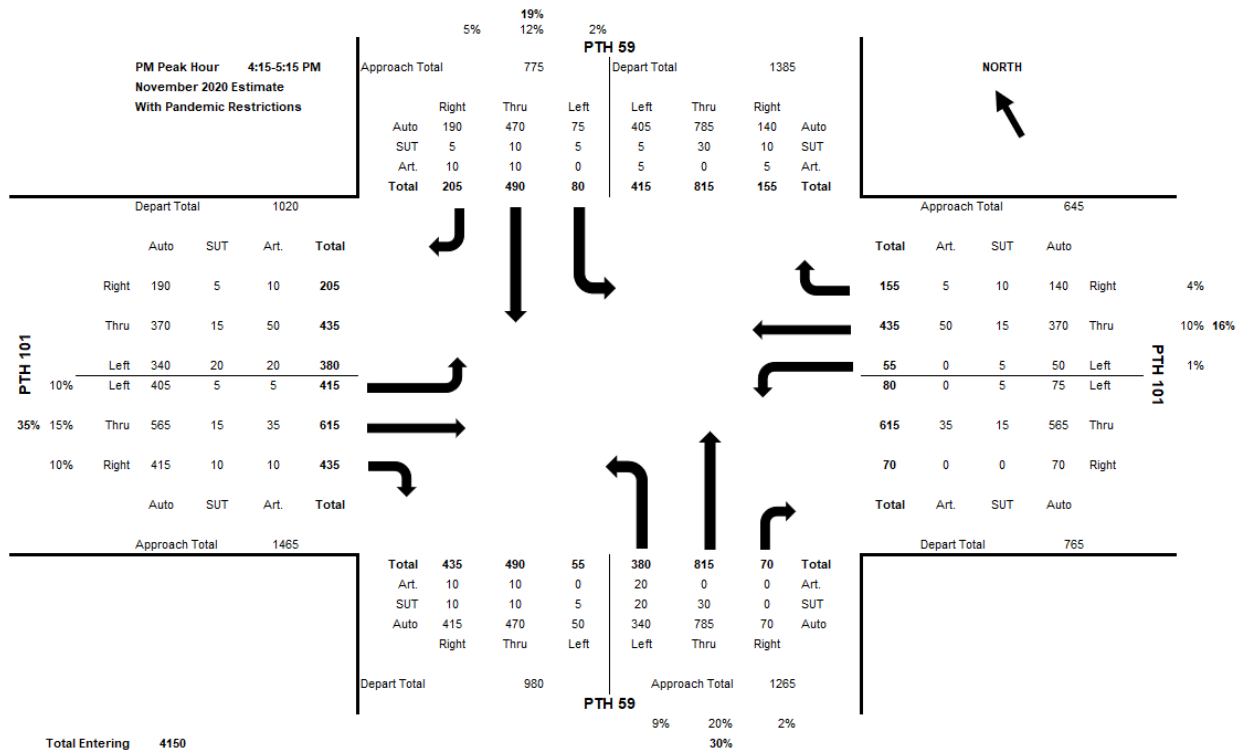 19%
5% 12% 2%
PTH 59
PM Peak Hour 4:15-5:15 PM Approach Total 775 Depart Total 1385 NORTH
November 2020 Estimate
With Pandemic Restrictions Right Thru Left Left Thru Right
Auto 190 470 75 405 785 140 Auto
SUT 5 10 5 5 30 10 SUT
Art. 10 10 0 5 0 5 Art.
Total 205 490 80 415 815 155 Total
Depart Total 1020 Approach Total 645
Auto SUT Art. Total Total Art. SUT Auto
Right 190 5 10 205 155 5 10 140 Right 4%
Thru 370 15 50 435 435 50 15 370 Thru 10% 16%
Left 340 20 20 380 55 0 5 50 Left 1%
PTH 101 PTH 101
10% Left 405 5 5 415 80 0 5 75 Left
35% 15% Thru 565 15 35 615 615 35 15 565 Thru
10% Right 415 10 10 435 70 0 0 70 Right
Auto SUT Art. Total Total Art. SUT Auto
Approach Total 1465 Depart Total 765
Total 435 490 55 380 815 70 Total
Art. 10 10 0 20 0 0 Art.
SUT 10 10 5 20 30 0 SUT
Auto 415 470 50 340 785 70 Auto
Right Thru Left Left Thru Right
Depart Total 980 Approach Total 1265
PTH 59
9% 20% 2%
Total Entering 4150 30%